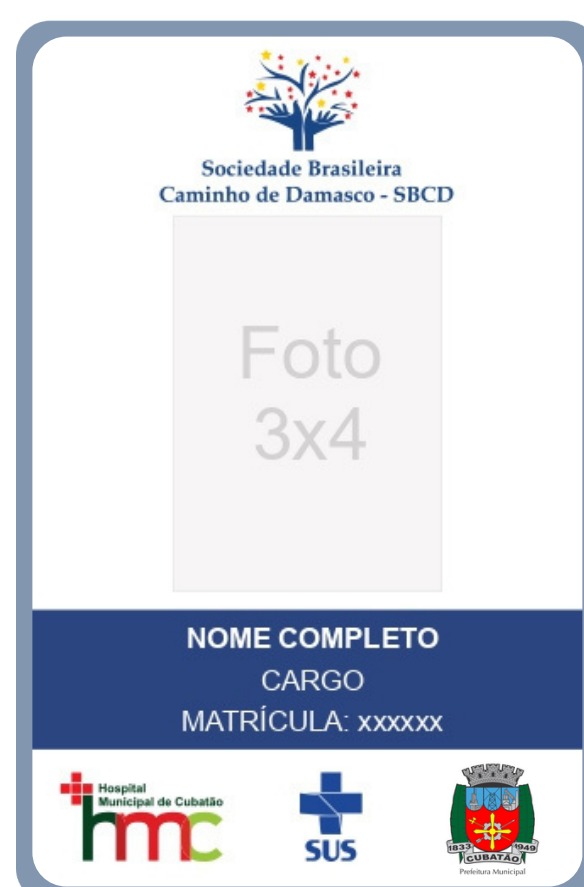 Sociedade Brasileira
Caminho de Damasco - SBCD
Foto
3x4
NOME COMPLETO
CARGO
MATRÍCULA: xxxxxx
Hospital
Municipal de Cubatão
hmc
SUS
1833 1949
CUBATÃO
Prefeitura Municipal